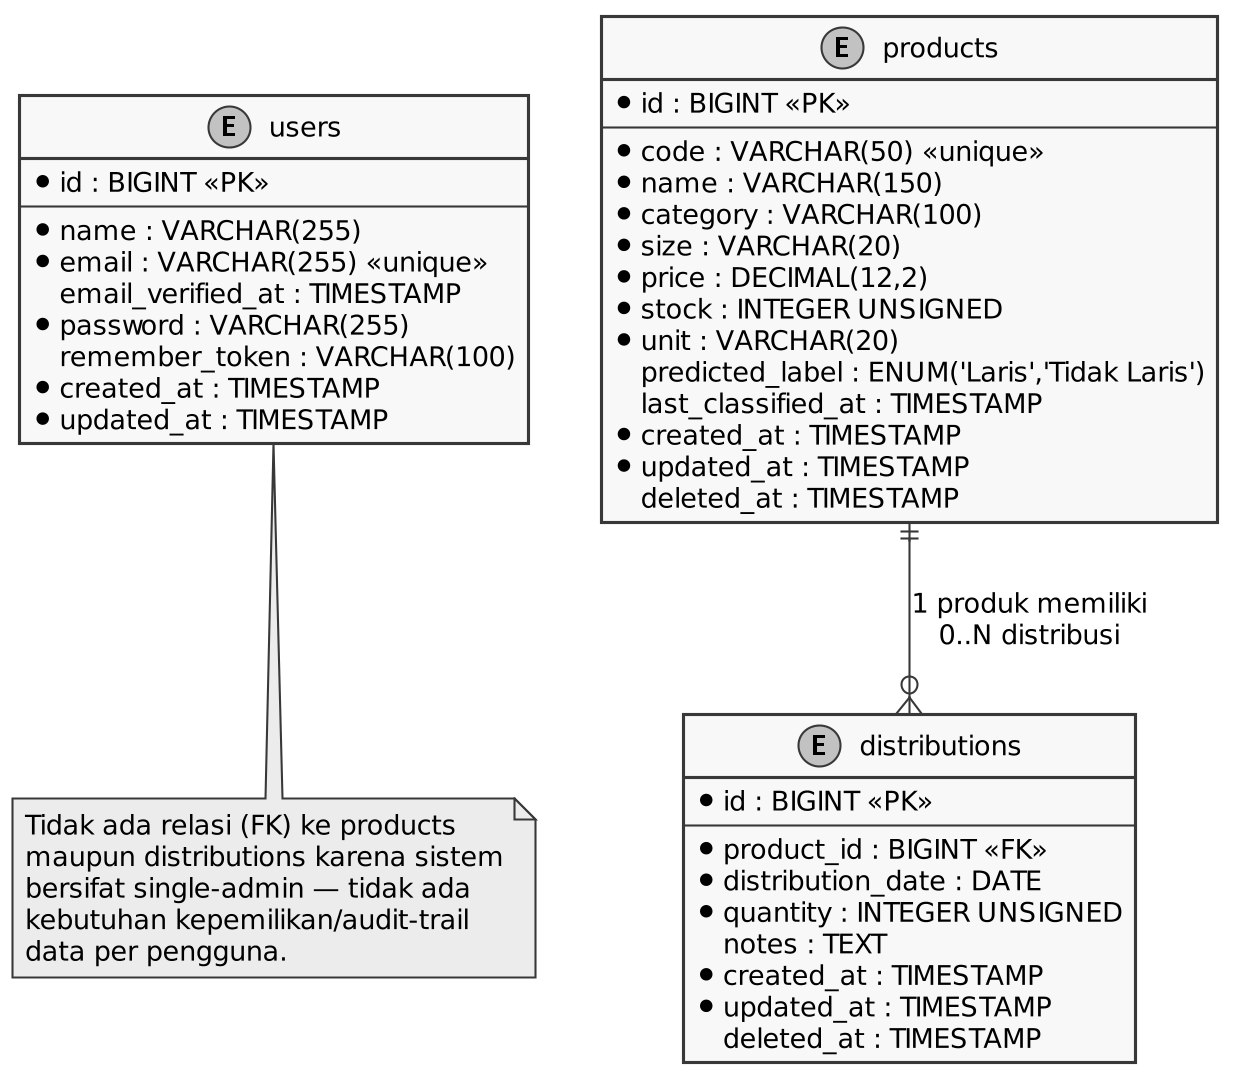 E users
id : BIGINT «PK»
name : VARCHAR(255)
email : VARCHAR(255) «unique»
email_verified_at : TIMESTAMP
password : VARCHAR(255)
remember_token : VARCHAR(100)
created_at : TIMESTAMP
updated_at : TIMESTAMP
E products
id : BIGINT «PK»
code : VARCHAR(50) «unique»
name : VARCHAR(150)
category : VARCHAR(100)
size : VARCHAR(20)
price : DECIMAL(12,2)
stock : INTEGER UNSIGNED
unit : VARCHAR(20)
predicted_label : ENUM('Laris','Tidak Laris')
last_classified_at : TIMESTAMP
created_at : TIMESTAMP
updated_at : TIMESTAMP
deleted_at : TIMESTAMP
1 produk memiliki
0..N distribusi
Tidak ada relasi (FK) ke products
maupun distributions karena sistem
bersifat single-admin — tidak ada
kebutuhan kepemilikan/audit-trail
data per pengguna.
E distributions
id : BIGINT «PK»
product_id : BIGINT «FK»
distribution_date : DATE
quantity : INTEGER UNSIGNED
notes : TEXT
created_at : TIMESTAMP
updated_at : TIMESTAMP
deleted_at : TIMESTAMP